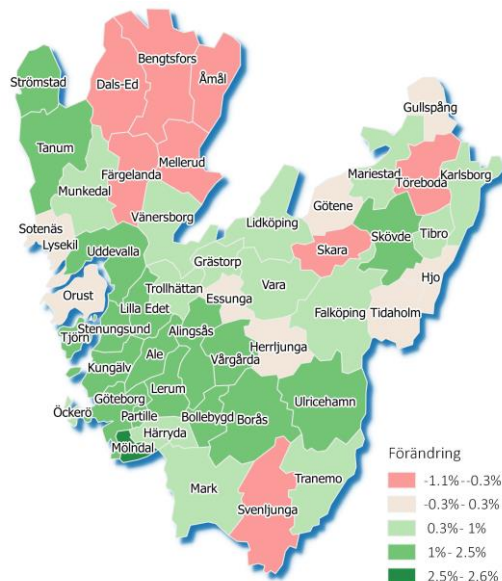 Bengtsfors
Strömstad
Dals-Ed
Åmål
Gullspång
Tanum
Mellerud
Mariestad
Karlsborg
Färgelanda
Töreboda
Munkedal
Götene
Vänersborg
Lidköping
Sotenäs
Skövde
Tibro
Lysekil
Skara
Uddevalla
Grästorp
Hjo
Trollhättan
Vara
Orust
Essunga
Lilla Edet
Falköping
Tidaholm
Stenungsund
Alingsås
Tjörn
Herrljunga
Ale
Vårgårda
Kungälv
Lerum
Göteborg
Ulricehamn
Öckerö
Partille
Bollebygd
Borås
Härryda
Mölndal
Förändring
Tranemo
-1.1%--0.3%
Mark
-0.3%- 0.3%
Svenljunga
0.3%- 1%
1%- 2.5%
2.5%- 2.6%